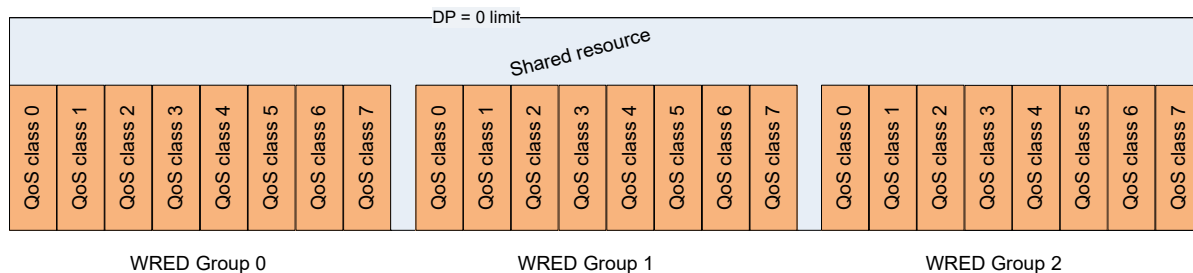 DP = 0 limit
Shared resource
QoS class 0
QoS class 1
QoS class 2
QoS class 3
QoS class 4
QoS class 5
QoS class 6
QoS class 7
QoS class 0
QoS class 1
QoS class 2
QoS class 3
QoS class 4
QoS class 5
QoS class 6
QoS class 7
QoS class 0
QoS class 1
QoS class 2
QoS class 3
QoS class 4
QoS class 5
QoS class 6
QoS class 7
WRED Group 0
WRED Group 1
WRED Group 2